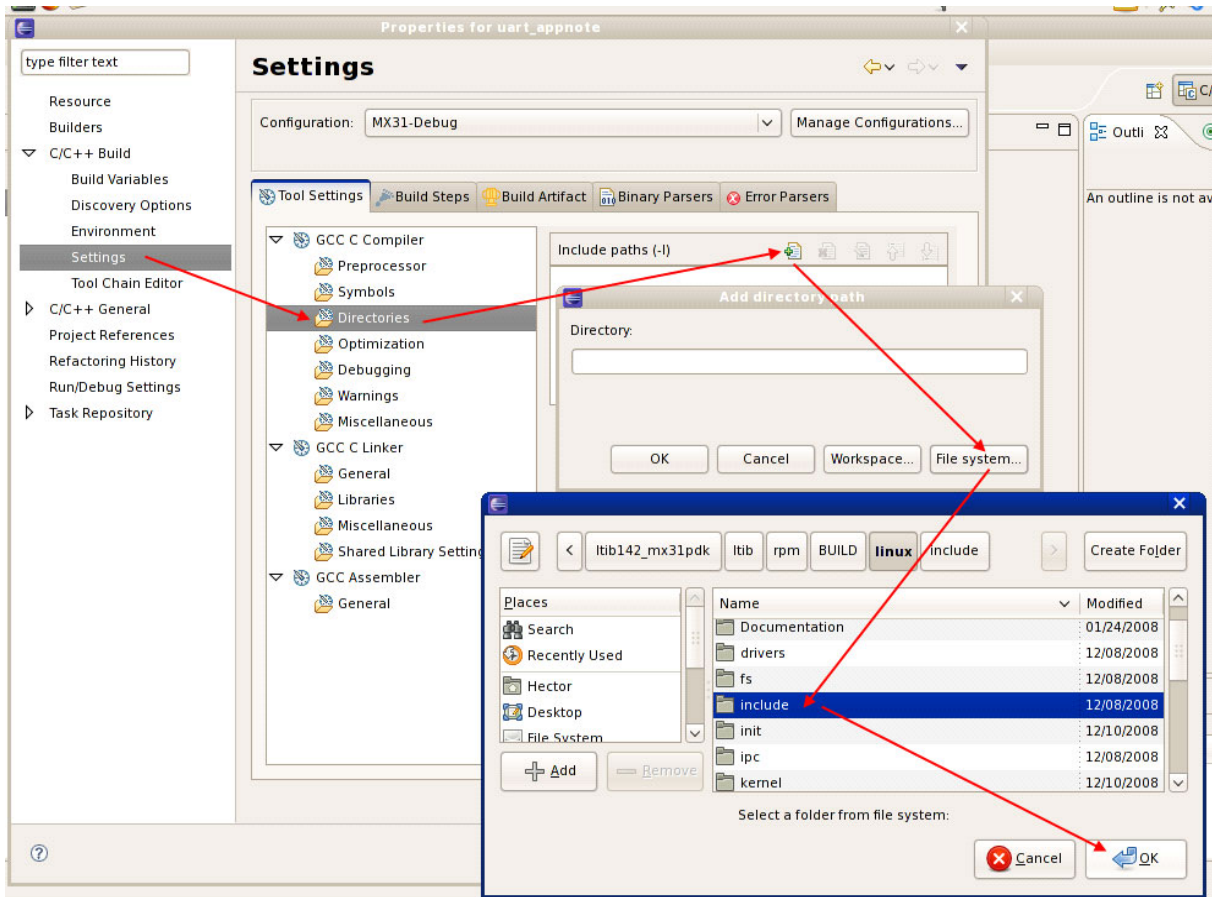 Properties for uart_appnote
type filter text
Resource
Builders
C/C++ Build
Build Variables
Discovery Options
Environment
Settings
Tool Chain Editor
C/C++ General
Project References
Refactoring History
Run/Debug Settings
Task Repository
Settings
Configuration:
MX31-Debug
Manage Configurations...
Tool Settings
Build Steps
Build Artifact
Binary Parsers
Error Parsers
GCC C Compiler
Preprocessor
Symbols
Directories
Optimization
Debugging
Warnings
Miscellaneous
GCC C Linker
General
Libraries
Miscellaneous
Shared Library Setting
GCC Assembler
General
Include paths (-I)
Add directory path
Directory:
OK
Cancel
Workspace...
File system...
C/
Outli
An outline is not av
ltib142_mx31pdk
ltib
rpm
BUILD
linux
include
Create Folder
Places
Search
Recently Used
Hector
Desktop
File System
Add
Remove
Name Modified
Documentation 01/24/2008
drivers 12/08/2008
fs 12/08/2008
include 12/08/2008
init 12/10/2008
ipc 12/08/2008
kernel 12/10/2008
Select a folder from file system:
Cancel
OK